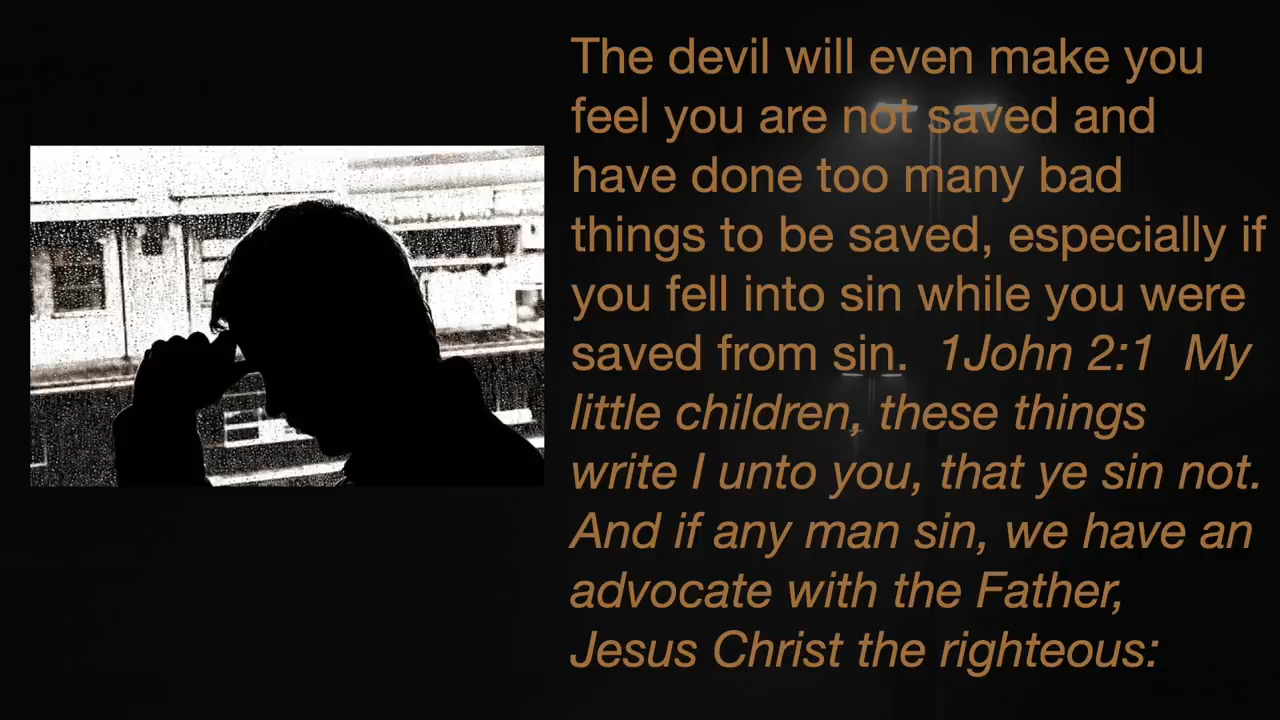 The devil will even make you
feel you are not saved and
have done too many bad
things to be saved, especially if
you fell into sin while you were
saved from sin.  1John 2:1  My
little children, these things
write I unto you, that ye sin not.
And if any man sin, we have an
advocate with the Father,
Jesus Christ the righteous: